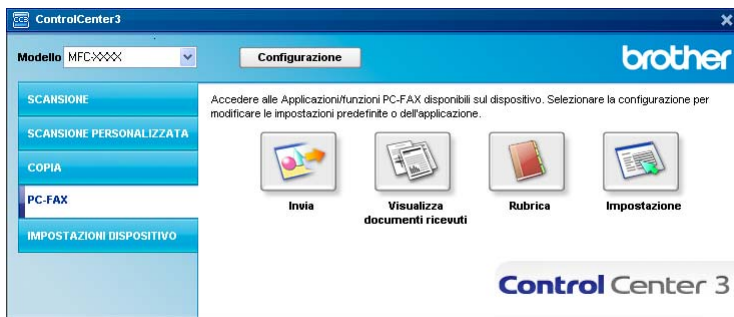 CC3 ControlCenter3
Modello MFC-XXXX
Configurazione
brother
SCANSIONE
SCANSIONE PERSONALIZZATA
COPIA
PC-FAX
IMPOSTAZIONI DISPOSITIVO
Accedere alle Applicazioni/funzioni PC-FAX disponibili sul dispositivo. Selezionare la configurazione per
modificare le impostazioni predefinite o dell'applicazione.
Invia
Visualizza
documenti ricevuti
Rubrica
Impostazione
Control Center 3